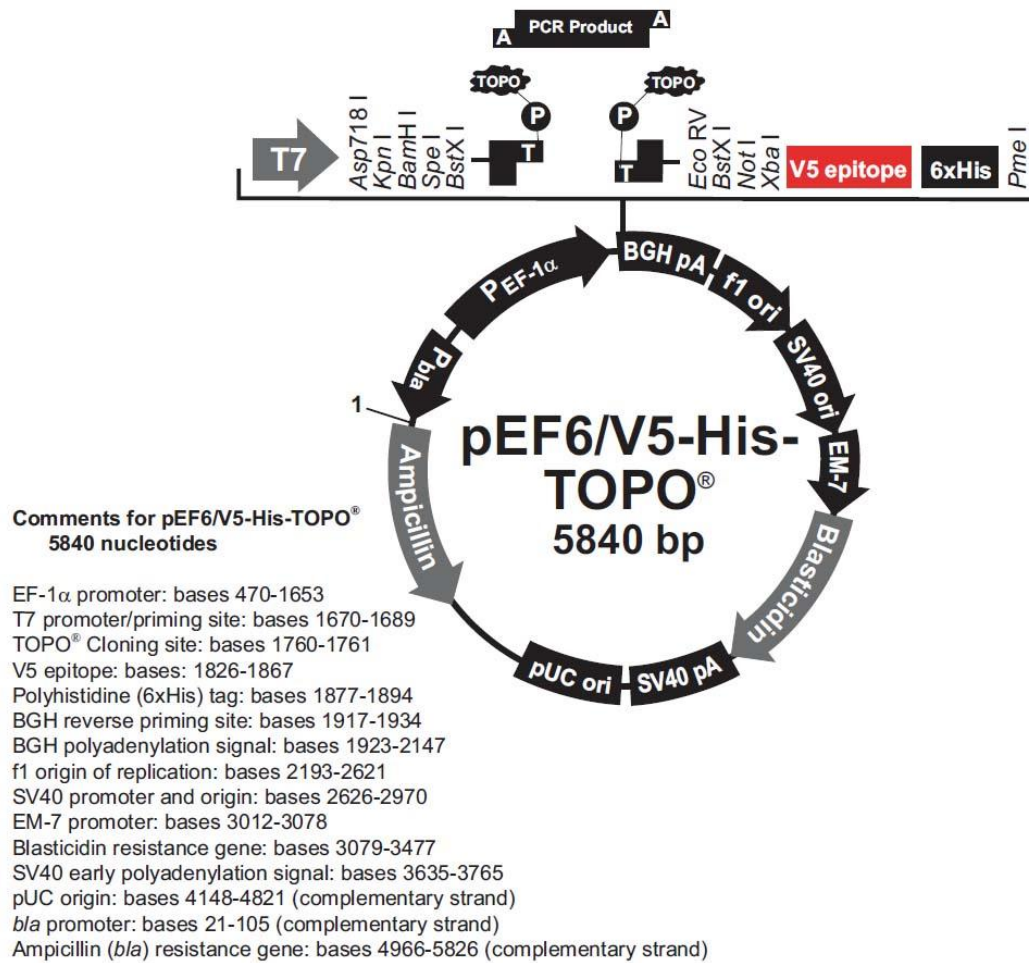 A PCR Product A
TOPO TOPO
P P
T7 Asp718 I Kpn I BamH I Spe I BstX I T T Eco RV BstX I Not I Xba I V5 epitope 6xHis Pme I
PEF-1α BGH pA f1 ori
Pbla SV40 ori
1
Ampicillin EM-7
pEF6/V5-His-
TOPO®
5840 bp
Blasticidin
pUC ori SV40 pA
Comments for pEF6/V5-His-TOPO®
5840 nucleotides
EF-1α promoter: bases 470-1653
T7 promoter/priming site: bases 1670-1689
TOPO® Cloning site: bases 1760-1761
V5 epitope: bases: 1826-1867
Polyhistidine (6xHis) tag: bases 1877-1894
BGH reverse priming site: bases 1917-1934
BGH polyadenylation signal: bases 1923-2147
f1 origin of replication: bases 2193-2621
SV40 promoter and origin: bases 2626-2970
EM-7 promoter: bases 3012-3078
Blasticidin resistance gene: bases 3079-3477
SV40 early polyadenylation signal: bases 3635-3765
pUC origin: bases 4148-4821 (complementary strand)
bla promoter: bases 21-105 (complementary strand)
Ampicillin (bla) resistance gene: bases 4966-5826 (complementary strand)